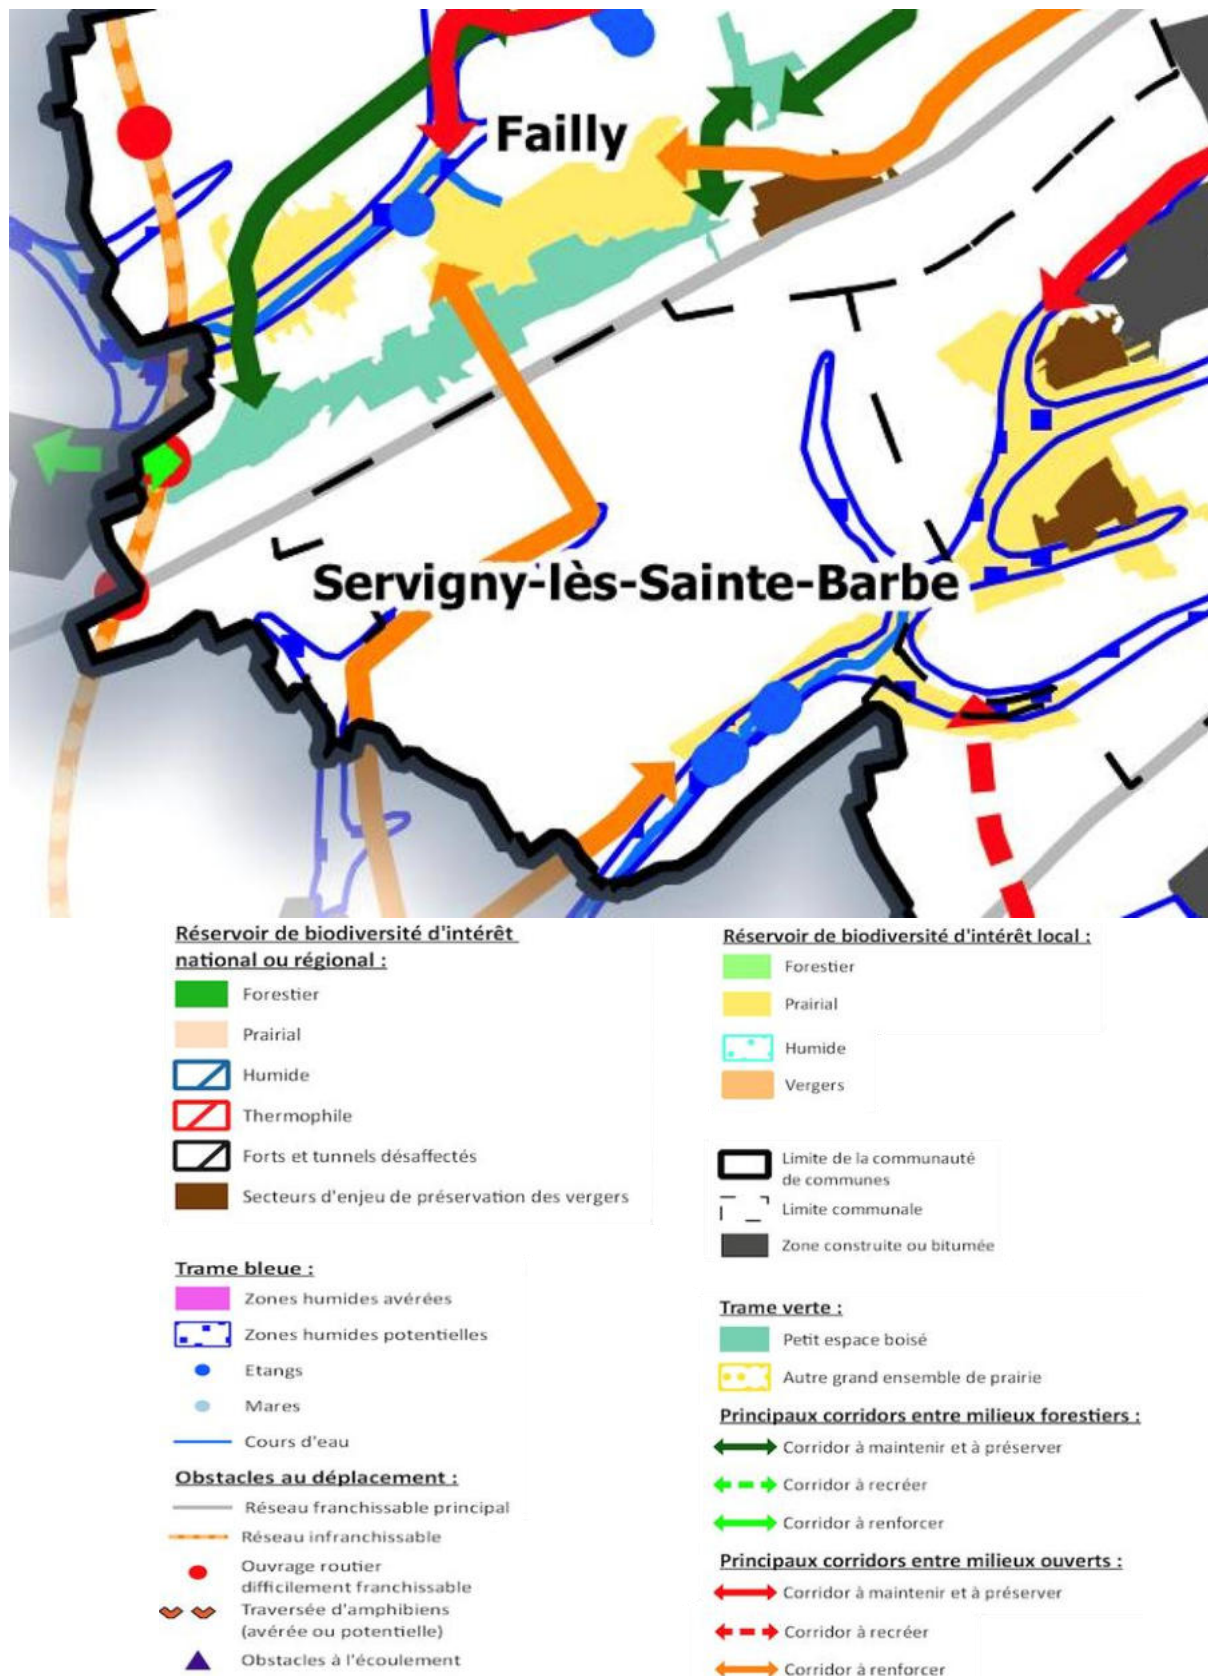 Failly
Servigny-lès-Sainte-Barbe
Réservoir de biodiversité d'intérêt
national ou régional :
Forestier
Prairial
Humide
Thermophile
Forts et tunnels désaffectés
Secteurs d'enjeu de préservation des vergers
Trame bleue :
Zones humides avérées
Zones humides potentielles
Etangs
Mares
Cours d'eau
Obstacles au déplacement :
Réseau franchissable principal
Réseau infranchissable
Ouvrage routier
difficilement franchissable
Traversée d'amphibiens
(avérée ou potentielle)
Obstacles à l'écoulement
Réservoir de biodiversité d'intérêt local :
Forestier
Prairial
Humide
Vergers
Limite de la communauté
de communes
Limite communale
Zone construite ou bitumée
Trame verte :
Petit espace boisé
Autre grand ensemble de prairie
Principaux corridors entre milieux forestiers :
Corridor à maintenir et à préserver
Corridor à recréer
Corridor à renforcer
Principaux corridors entre milieux ouverts :
Corridor à maintenir et à préserver
Corridor à recréer
Corridor à renforcer